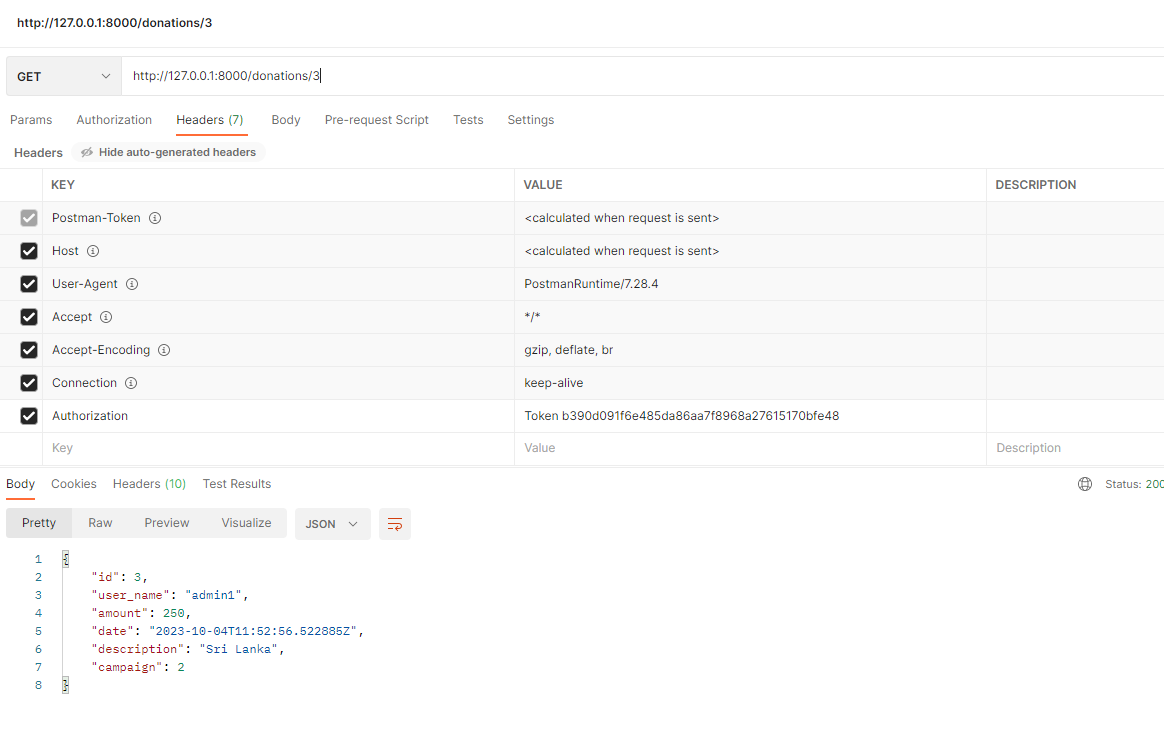 http://127.0.0.1:8000/donations/3
GET http://127.0.0.1:8000/donations/3
Params Authorization Headers (7) Body Pre-request Script Tests Settings
Headers Hide auto-generated headers
KEY VALUE DESCRIPTION
Postman-Token <calculated when request is sent>
Host <calculated when request is sent>
User-Agent PostmanRuntime/7.28.4
Accept */*
Accept-Encoding gzip, deflate, br
Connection keep-alive
Authorization Token b390d091f6e485da86aa7f8968a27615170bfe48
Key Value Description
Body Cookies Headers (10) Test Results Status: 200
Pretty Raw Preview Visualize JSON
1 {
2 "id": 3,
3 "user_name": "admin1",
4 "amount": 250,
5 "date": "2023-10-04T11:52:56.522885Z",
6 "description": "Sri Lanka",
7 "campaign": 2
8 }